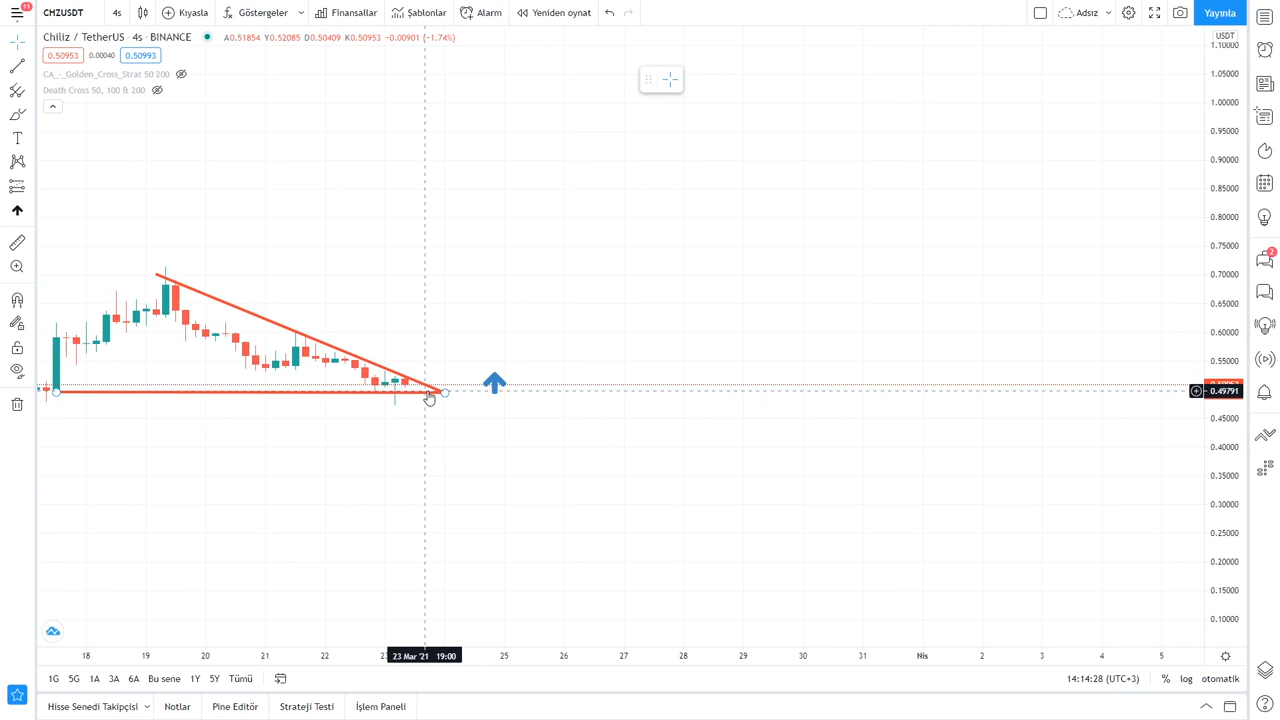 11
CHZUSDT 4s Kıyasla Göstergeler Finansallar Şablonlar Alarm Yeniden oynat Adsız Yayınla
Chiliz / TetherUS · 4s · BINANCE A0.51854 Y0.52085 D0.50409 K0.50953 −0.00901 (−1.74%)
0.50953 0.00040 0.50993
CA_-_Golden_Cross_Strat 50 200
Death Cross 50, 100 & 200
USDT
1.10000
1.05000
1.00000
0.95000
0.90000
0.85000
0.80000
0.75000
0.70000
0.65000
0.60000
0.55000
0.49791
0.45000
0.40000
0.35000
0.30000
0.25000
0.20000
0.15000
0.10000
2
18 19 20 21 22 23 Mar '21 19:00 25 26 27 28 29 30 31 Nis 2 3 4 5
1G 5G 1A 3A 6A Bu sene 1Y 5Y Tümü 14:14:28 (UTC+3) % log otomatik
Hisse Senedi Takipçisi Notlar Pine Editör Strateji Testi İşlem Paneli